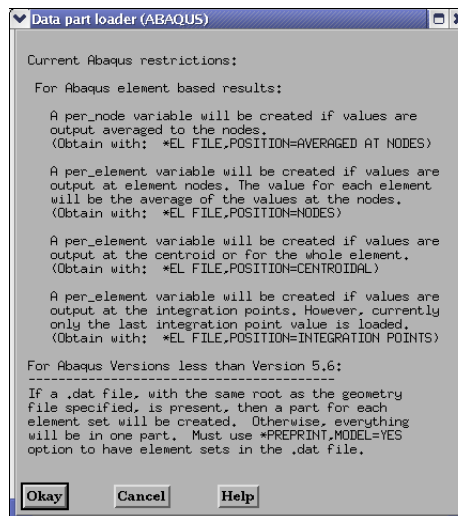 Data part loader (ABAQUS)
Current Abaqus restrictions:
For Abaqus element based results:
A per_node variable will be created if values are
output averaged to the nodes.
(Obtain with:  *EL FILE,POSITION=AVERAGED AT NODES)
A per_element variable will be created if values are
output at element nodes. The value for each element
will be the average of the values at the nodes.
(Obtain with:  *EL FILE,POSITION=NODES)
A per_element variable will be created if values are
output at the centroid or for the whole element.
(Obtain with:  *EL FILE,POSITION=CENTROIDAL)
A per_element variable will be created if values are
output at the integration points. However, currently
only the last integration point value is loaded.
(Obtain with:  *EL FILE,POSITION=INTEGRATION POINTS)
For Abaqus Versions less than Version 5.6:
------------------------------------------
If a .dat file, with the same root as the geometry
file specified, is present, then a part for each
element set will be created.  Otherwise, everything
will be in one part.  Must use *PREPRINT,MODEL=YES
option to have element sets in the .dat file.
Okay Cancel Help